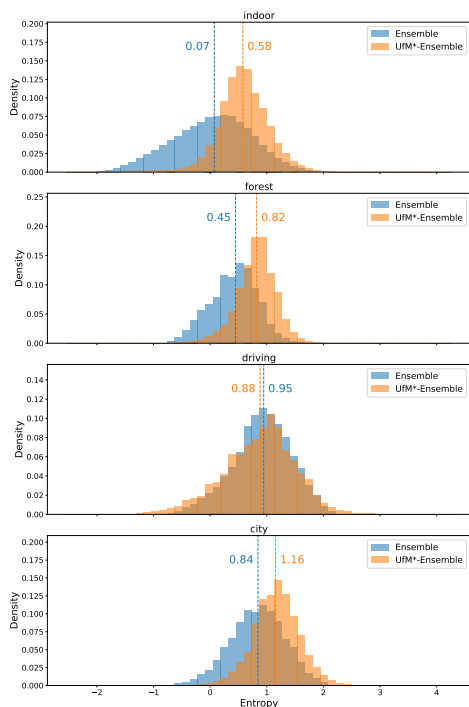 indoor
0.200
0.175
0.150
0.125
0.100
0.075
0.050
0.025
0.000
Density
0.07
0.58
Ensemble
UfM*-Ensemble
forest
0.25
0.20
0.15
0.10
0.05
0.00
Density
0.45
0.82
Ensemble
UfM*-Ensemble
driving
0.14
0.12
0.10
0.08
0.06
0.04
0.02
0.00
Density
0.88
0.95
Ensemble
UfM*-Ensemble
city
0.200
0.175
0.150
0.125
0.100
0.075
0.050
0.025
0.000
Density
0.84
1.16
Ensemble
UfM*-Ensemble
−2 −1 0 1 2 3 4
Entropy